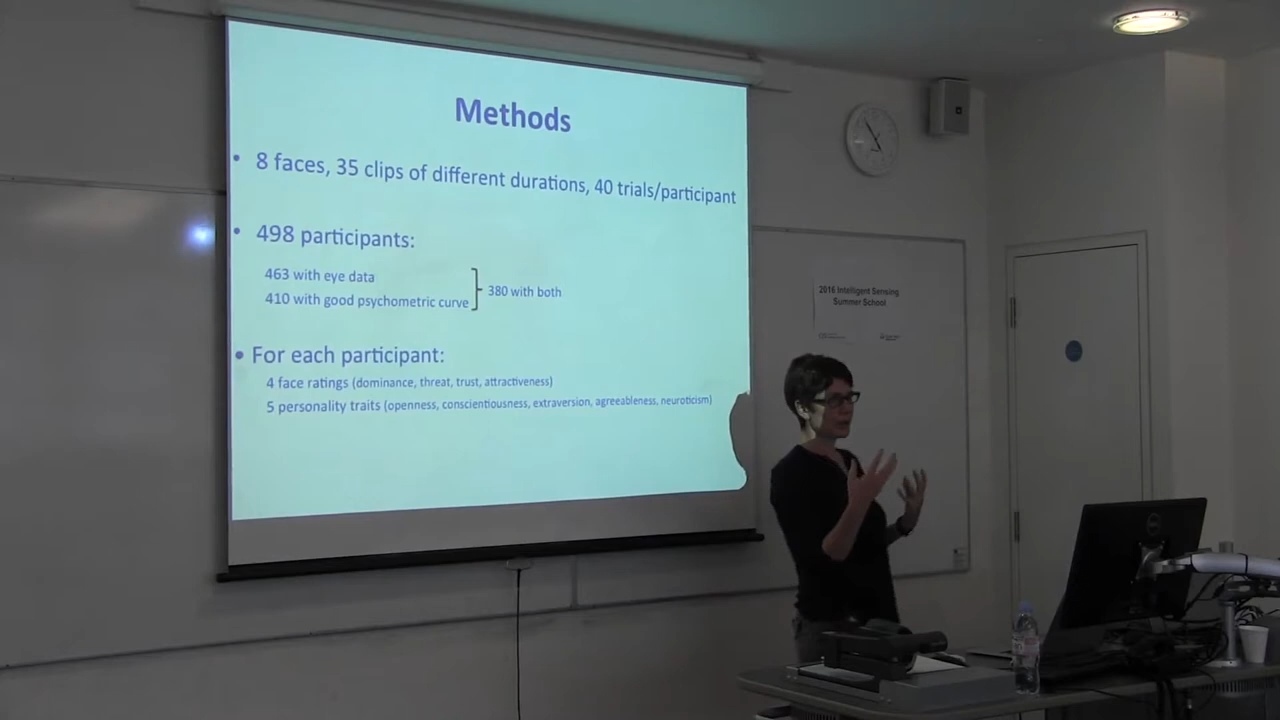 Methods
• 8 faces, 35 clips of different durations, 40 trials/participant
• 498 participants:
463 with eye data
410 with good psychometric curve
380 with both
• For each participant:
4 face ratings (dominance, threat, trust, attractiveness)
5 personality traits (openness, conscientiousness, extraversion, agreeableness, neuroticism)
2016 Intelligent Sensing
Summer School